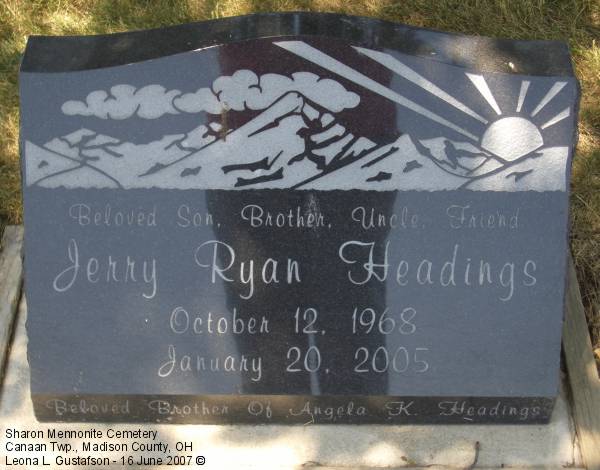 Beloved Son, Brother, Uncle, Friend
Jerry Ryan Headings
October 12, 1968
January 20, 2005
Beloved Brother Of Angela K. Headings
Sharon Mennonite Cemetery
Canaan Twp., Madison County, OH
Leona L. Gustafson - 16 June 2007 ©